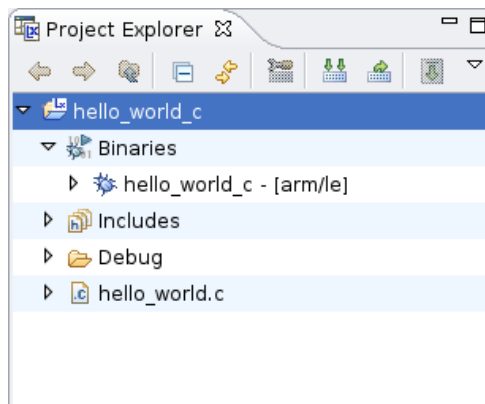 Project Explorer
hello_world_c
Binaries
hello_world_c - [arm/le]
Includes
Debug
hello_world.c